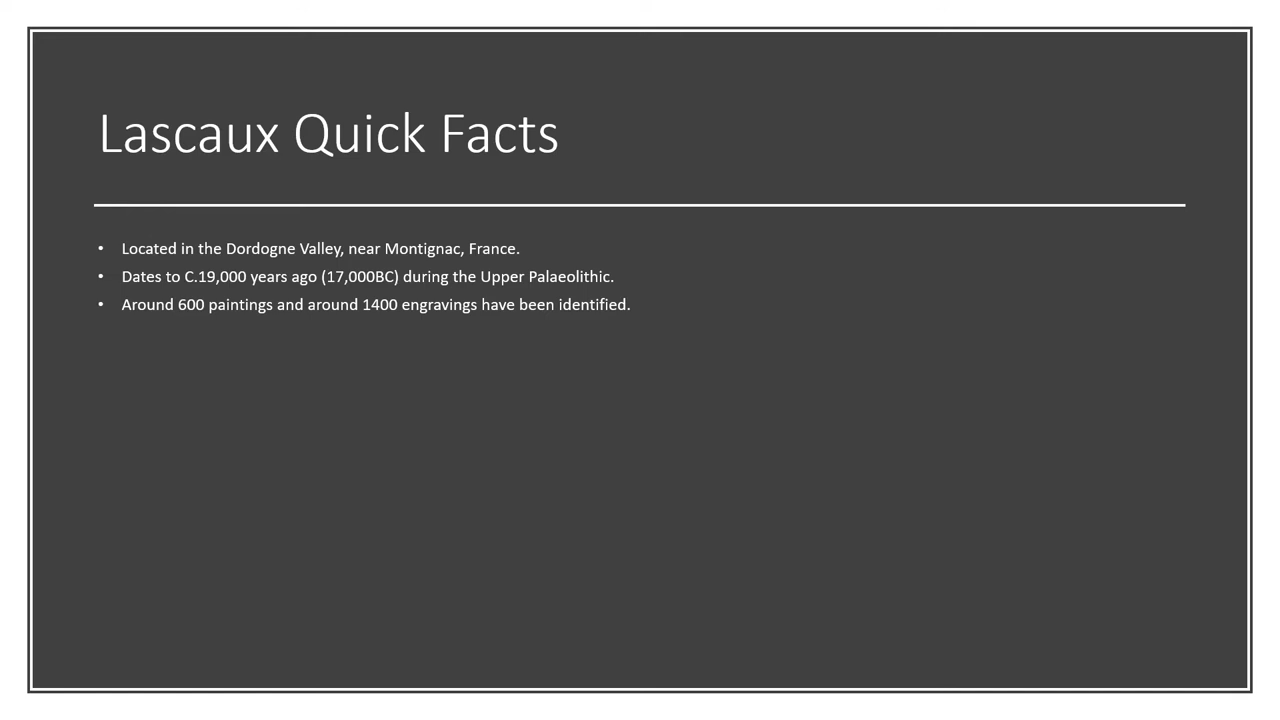 Lascaux Quick Facts
• Located in the Dordogne Valley, near Montignac, France.
• Dates to C.19,000 years ago (17,000BC) during the Upper Palaeolithic.
• Around 600 paintings and around 1400 engravings have been identified.